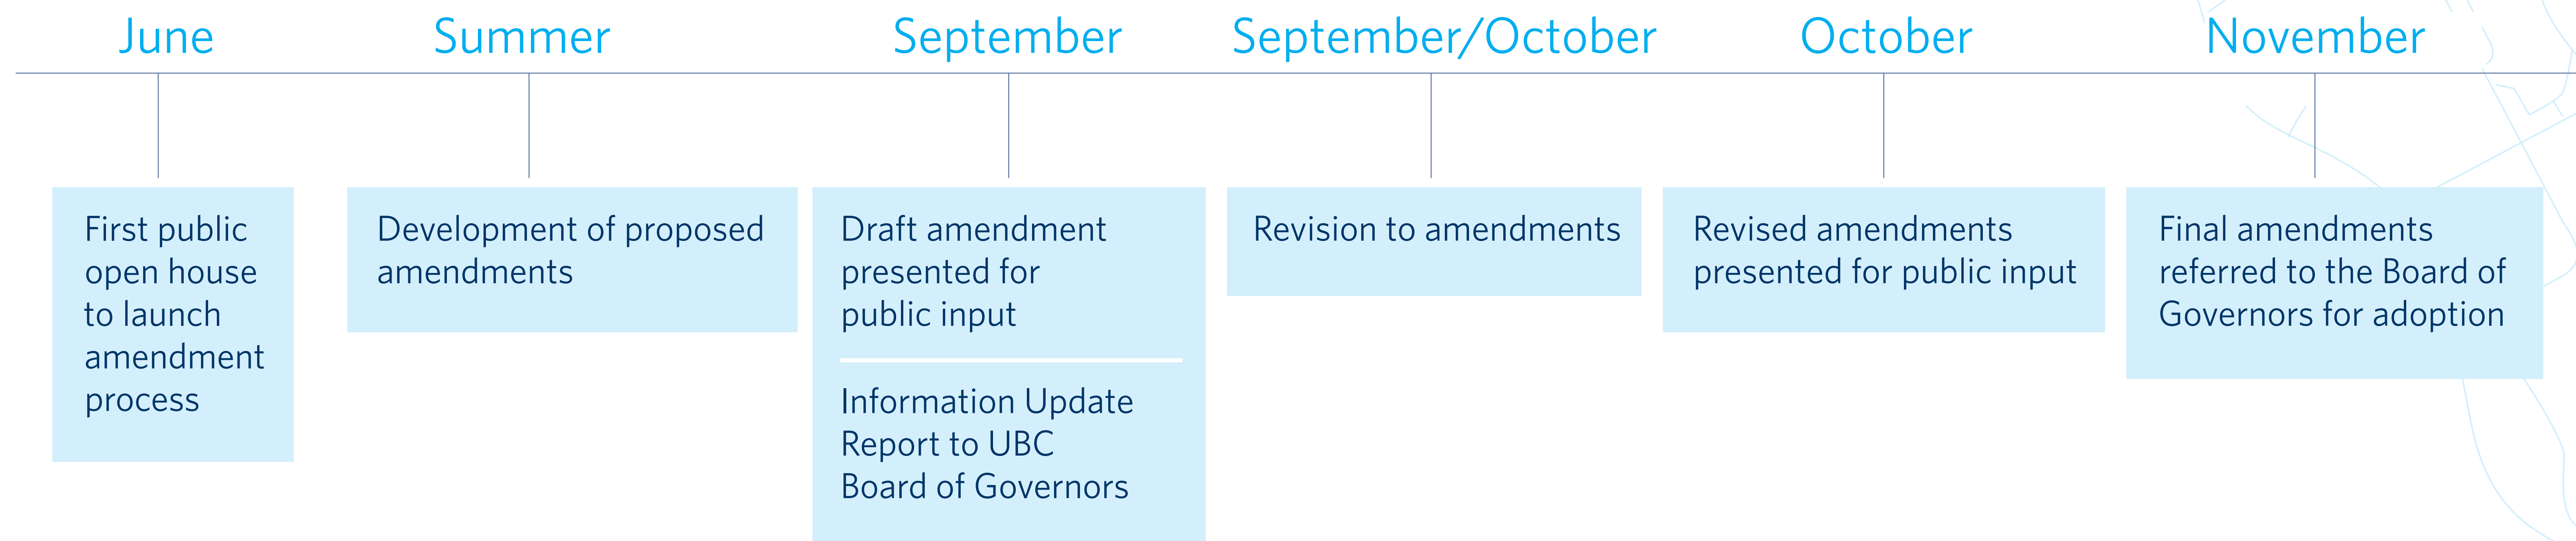 June
Summer
September
September/October
October
November
First public
open house
to launch
amendment
process
Development of proposed
amendments
Draft amendment
presented for
public input
Information Update
Report to UBC
Board of Governors
Revision to amendments
Revised amendments
presented for public input
Final amendments
referred to the Board of
Governors for adoption